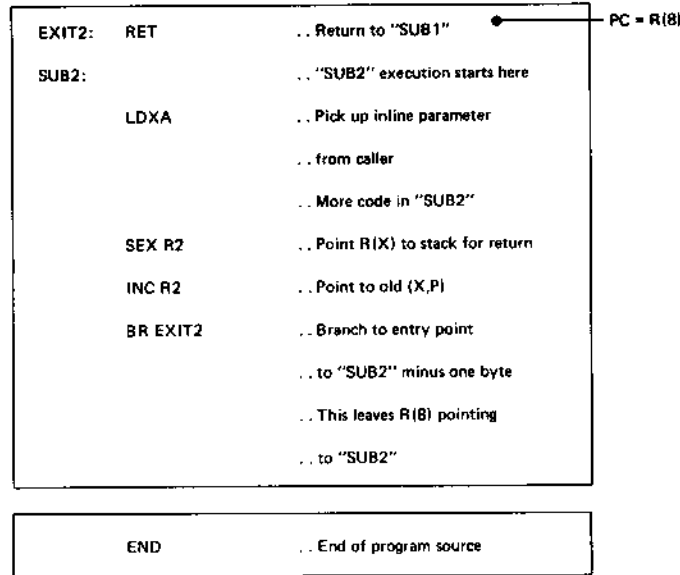 EXIT2: RET .. Return to "SUB1" PC = R(8)
SUB2: .. "SUB2" execution starts here
LDXA .. Pick up inline parameter
.. from caller
.. More code in "SUB2"
SEX R2 .. Point R(X) to stack for return
INC R2 .. Point to old (X,P)
BR EXIT2 .. Branch to entry point
.. to "SUB2" minus one byte
.. This leaves R(8) pointing
.. to "SUB2"
END .. End of program source